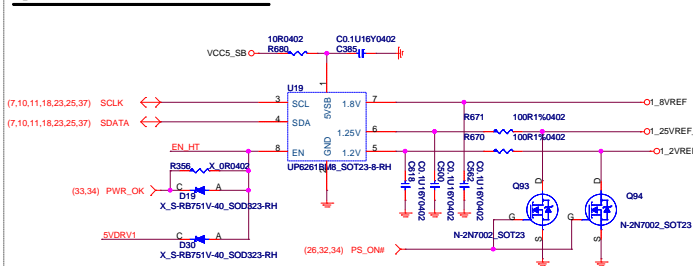 10R0402
R680
C0.1U16Y0402
C385
VCC5_SB
U19
1
5VSB
(7,10,11,18,23,25,37) SCLK
3
SCL
1.8V
7
1_8VREF
(7,10,11,18,23,25,37) SDATA
4
SDA
1.25V
6
R671
100R1%0402
1_25VREF
EN_HT
8
EN
GND
1.2V
5
R670
100R1%0402
1_2VREF
UP6261BM8_SOT23-8-RH
R356
X_0R0402
(33,34) PWR_OK
C
A
D19
X_S-RB751V-40_SOD323-RH
5VDRV1
C
A
D30
X_S-RB751V-40_SOD323-RH
C618
C0.1U16Y0402
C500
C0.1U16Y0402
C562
C0.1U16Y0402
Q93
D
G
S
N-2N7002_SOT23
Q94
D
G
S
N-2N7002_SOT23
(26,32,34) PS_ON#